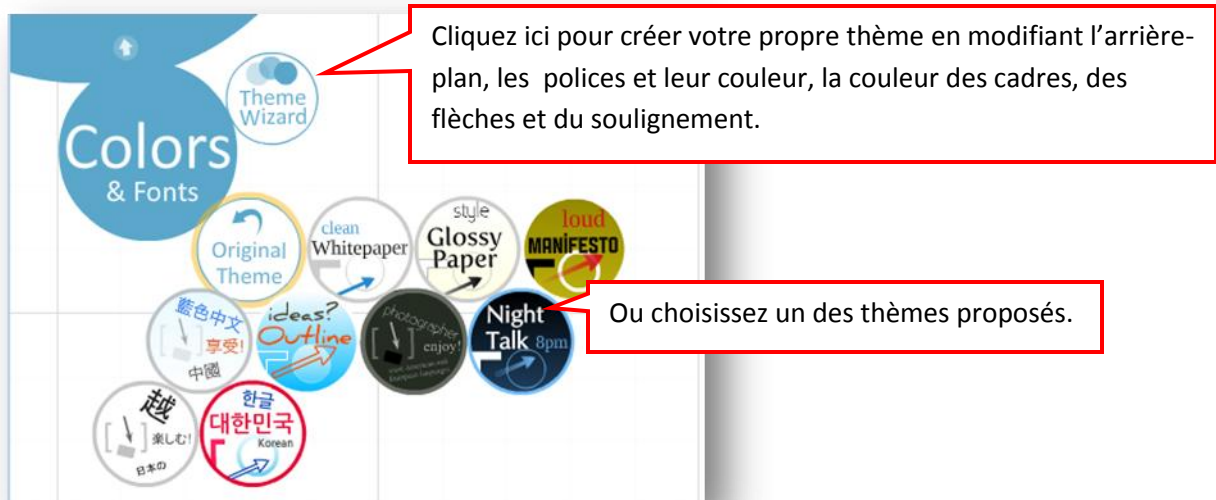 Cliquez ici pour créer votre propre thème en modifiant l'arrière-
plan, les polices et leur couleur, la couleur des cadres, des
flèches et du soulignement.
Theme
Wizard
Colors
& Fonts
Original
Theme
clean
Whitepaper
style
Glossy
Paper
loud
MANIFESTO
藍色中文
享受!
中國
ideas?
Outline
photographer
enjoy!
Night
Talk 8pm
Ou choisissez un des thèmes proposés.
越
楽しむ!
日本の
한글
대한민국
Korean